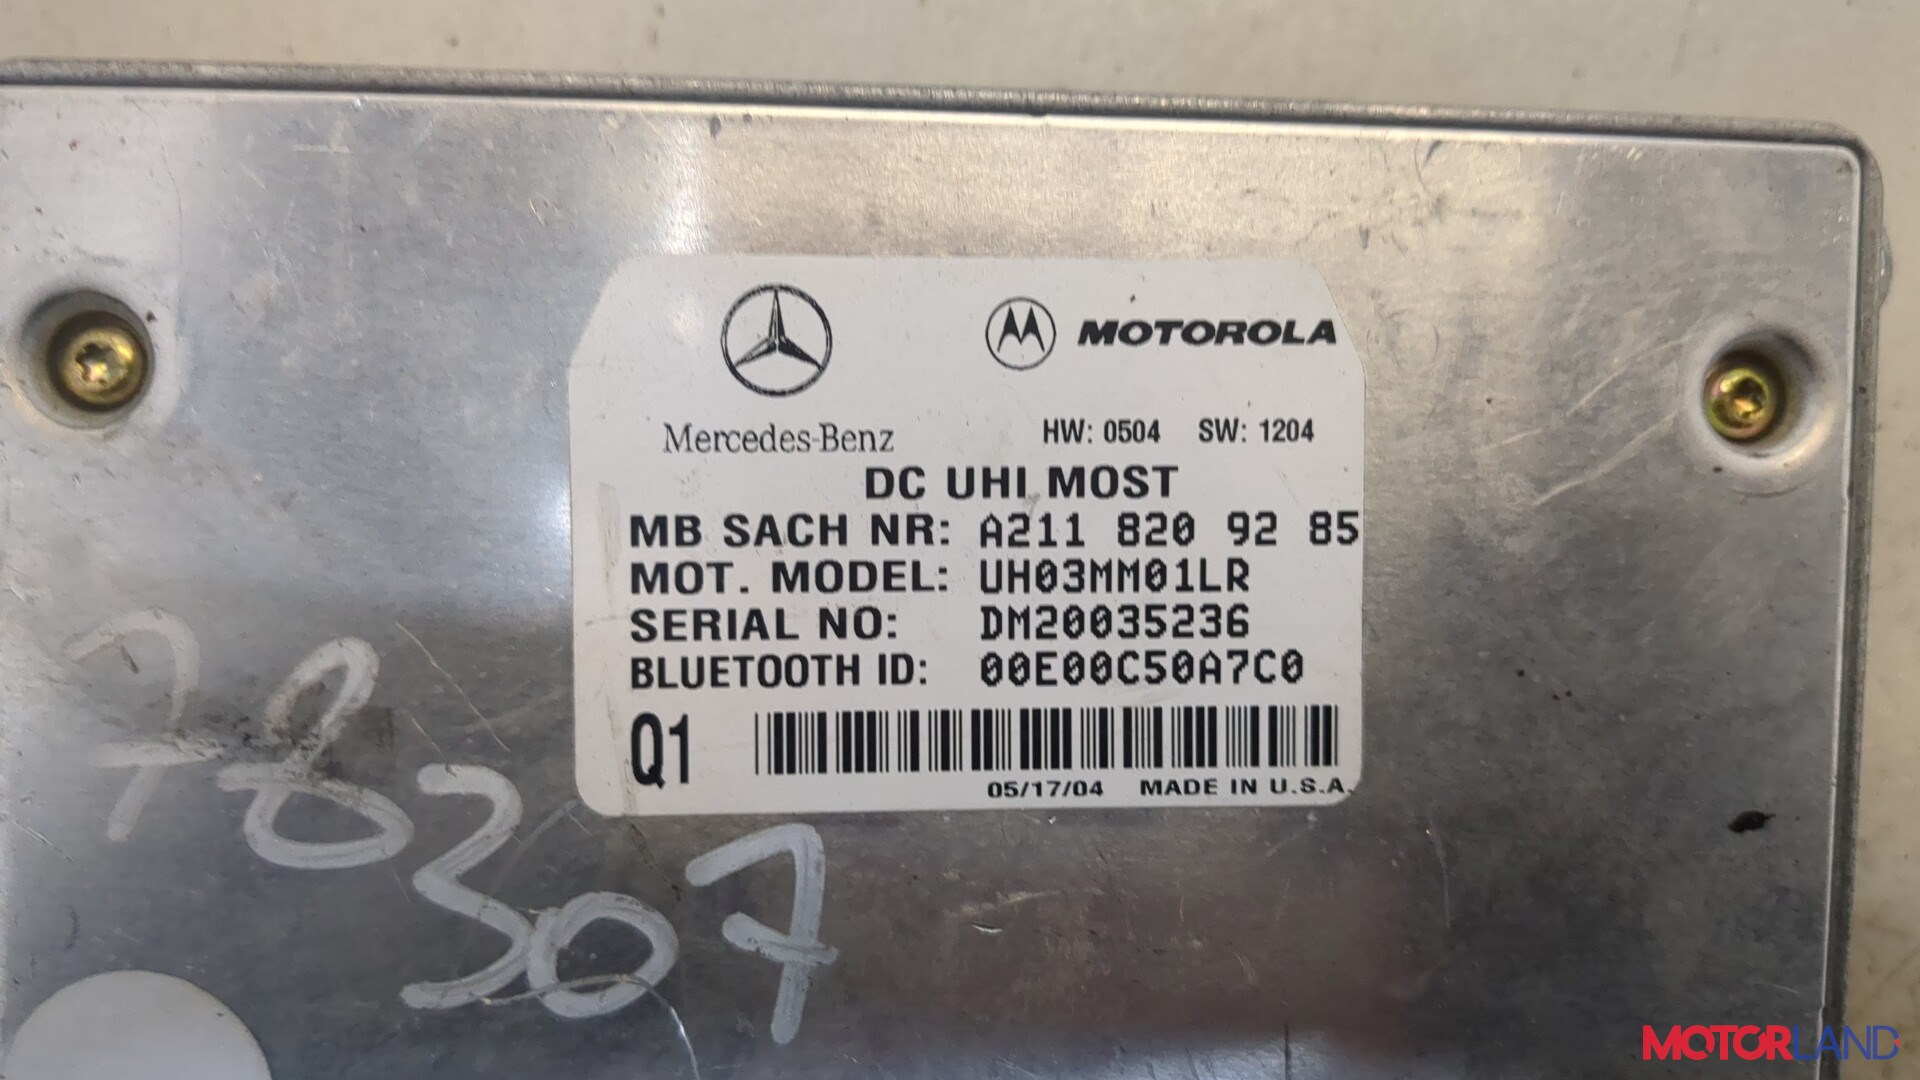 MOTOROLA
Mercedes-Benz
HW: 0504 SW: 1204
DC UHI MOST
MB SACH NR: A211 820 92 85
MOT. MODEL: UH03MM01LR
SERIAL NO: DM20035236
BLUETOOTH ID: 00E00C50A7C0
Q1
05/17/04 MADE IN U.S.A.
78307
MOTORLAND